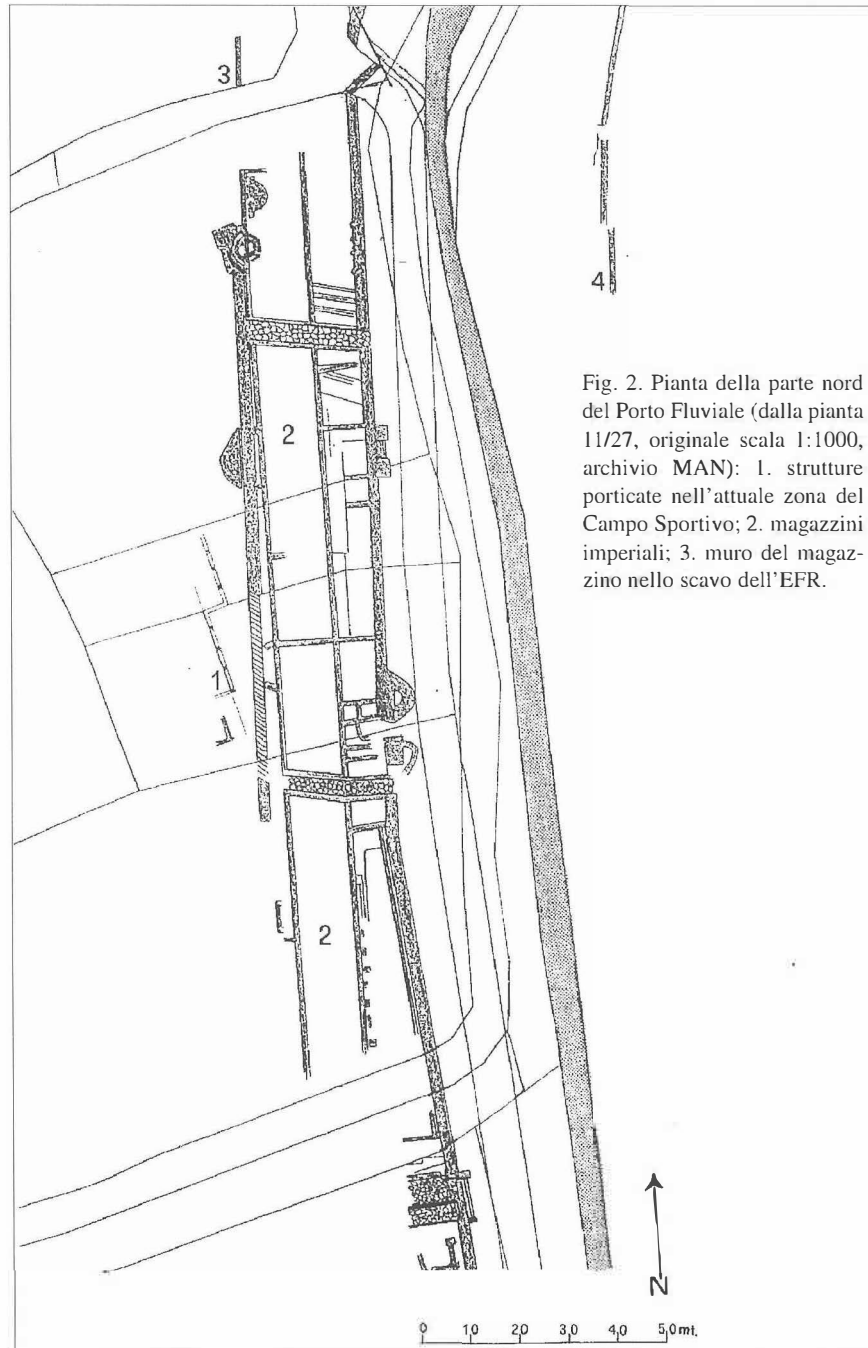 3
4
Fig. 2. Pianta della parte nord
del Porto Fluviale (dalla pianta
11/27, originale scala 1:1000,
archivio MAN): 1. strutture
porticate nell'attuale zona del
Campo Sportivo; 2. magazzini
imperiali; 3. muro del magaz-
zino nello scavo dell'EFR.
2
1
2
N
0 10 20 30 40 50 mt.